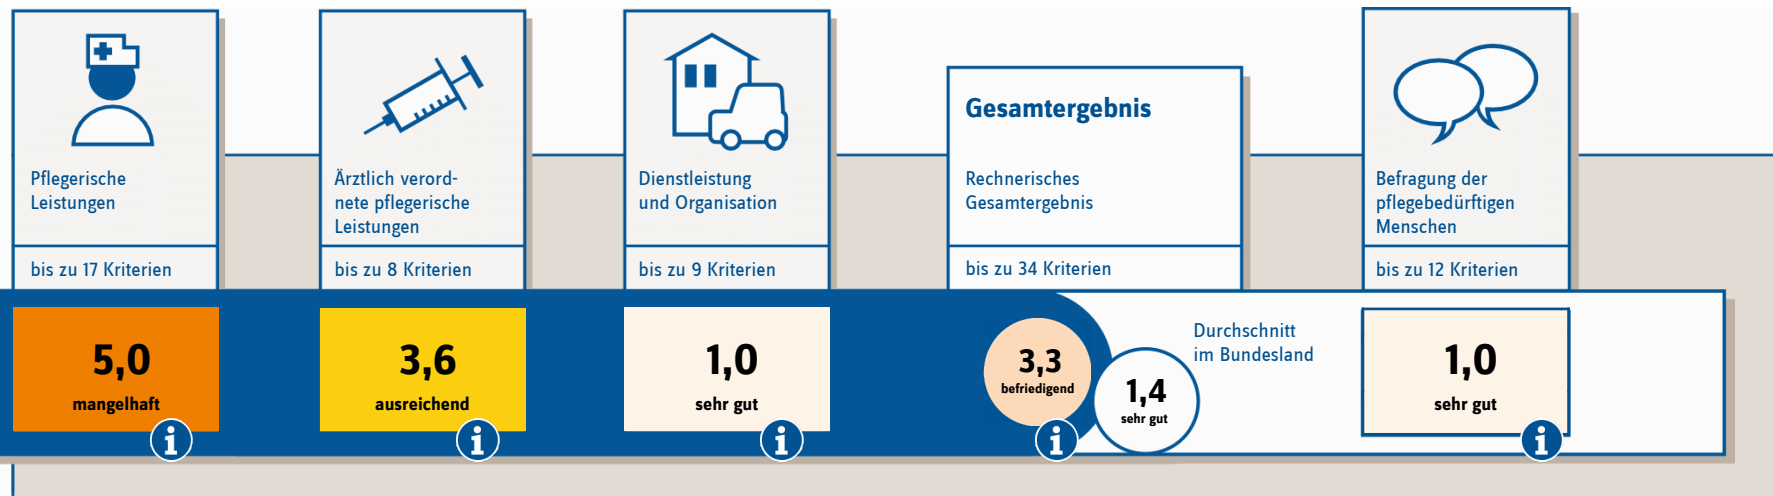 Pflegerische
Leistungen
bis zu 17 Kriterien
5,0
mangelhaft
i
Ärztlich verord-
nete pflegerische
Leistungen
bis zu 8 Kriterien
3,6
ausreichend
i
Dienstleistung
und Organisation
bis zu 9 Kriterien
1,0
sehr gut
i
Gesamtergebnis
Rechnerisches
Gesamtergebnis
bis zu 34 Kriterien
3,3
befriedigend
i
Durchschnitt
im Bundesland
1,4
sehr gut
Befragung der
pflegebedürftigen
Menschen
bis zu 12 Kriterien
1,0
sehr gut
i